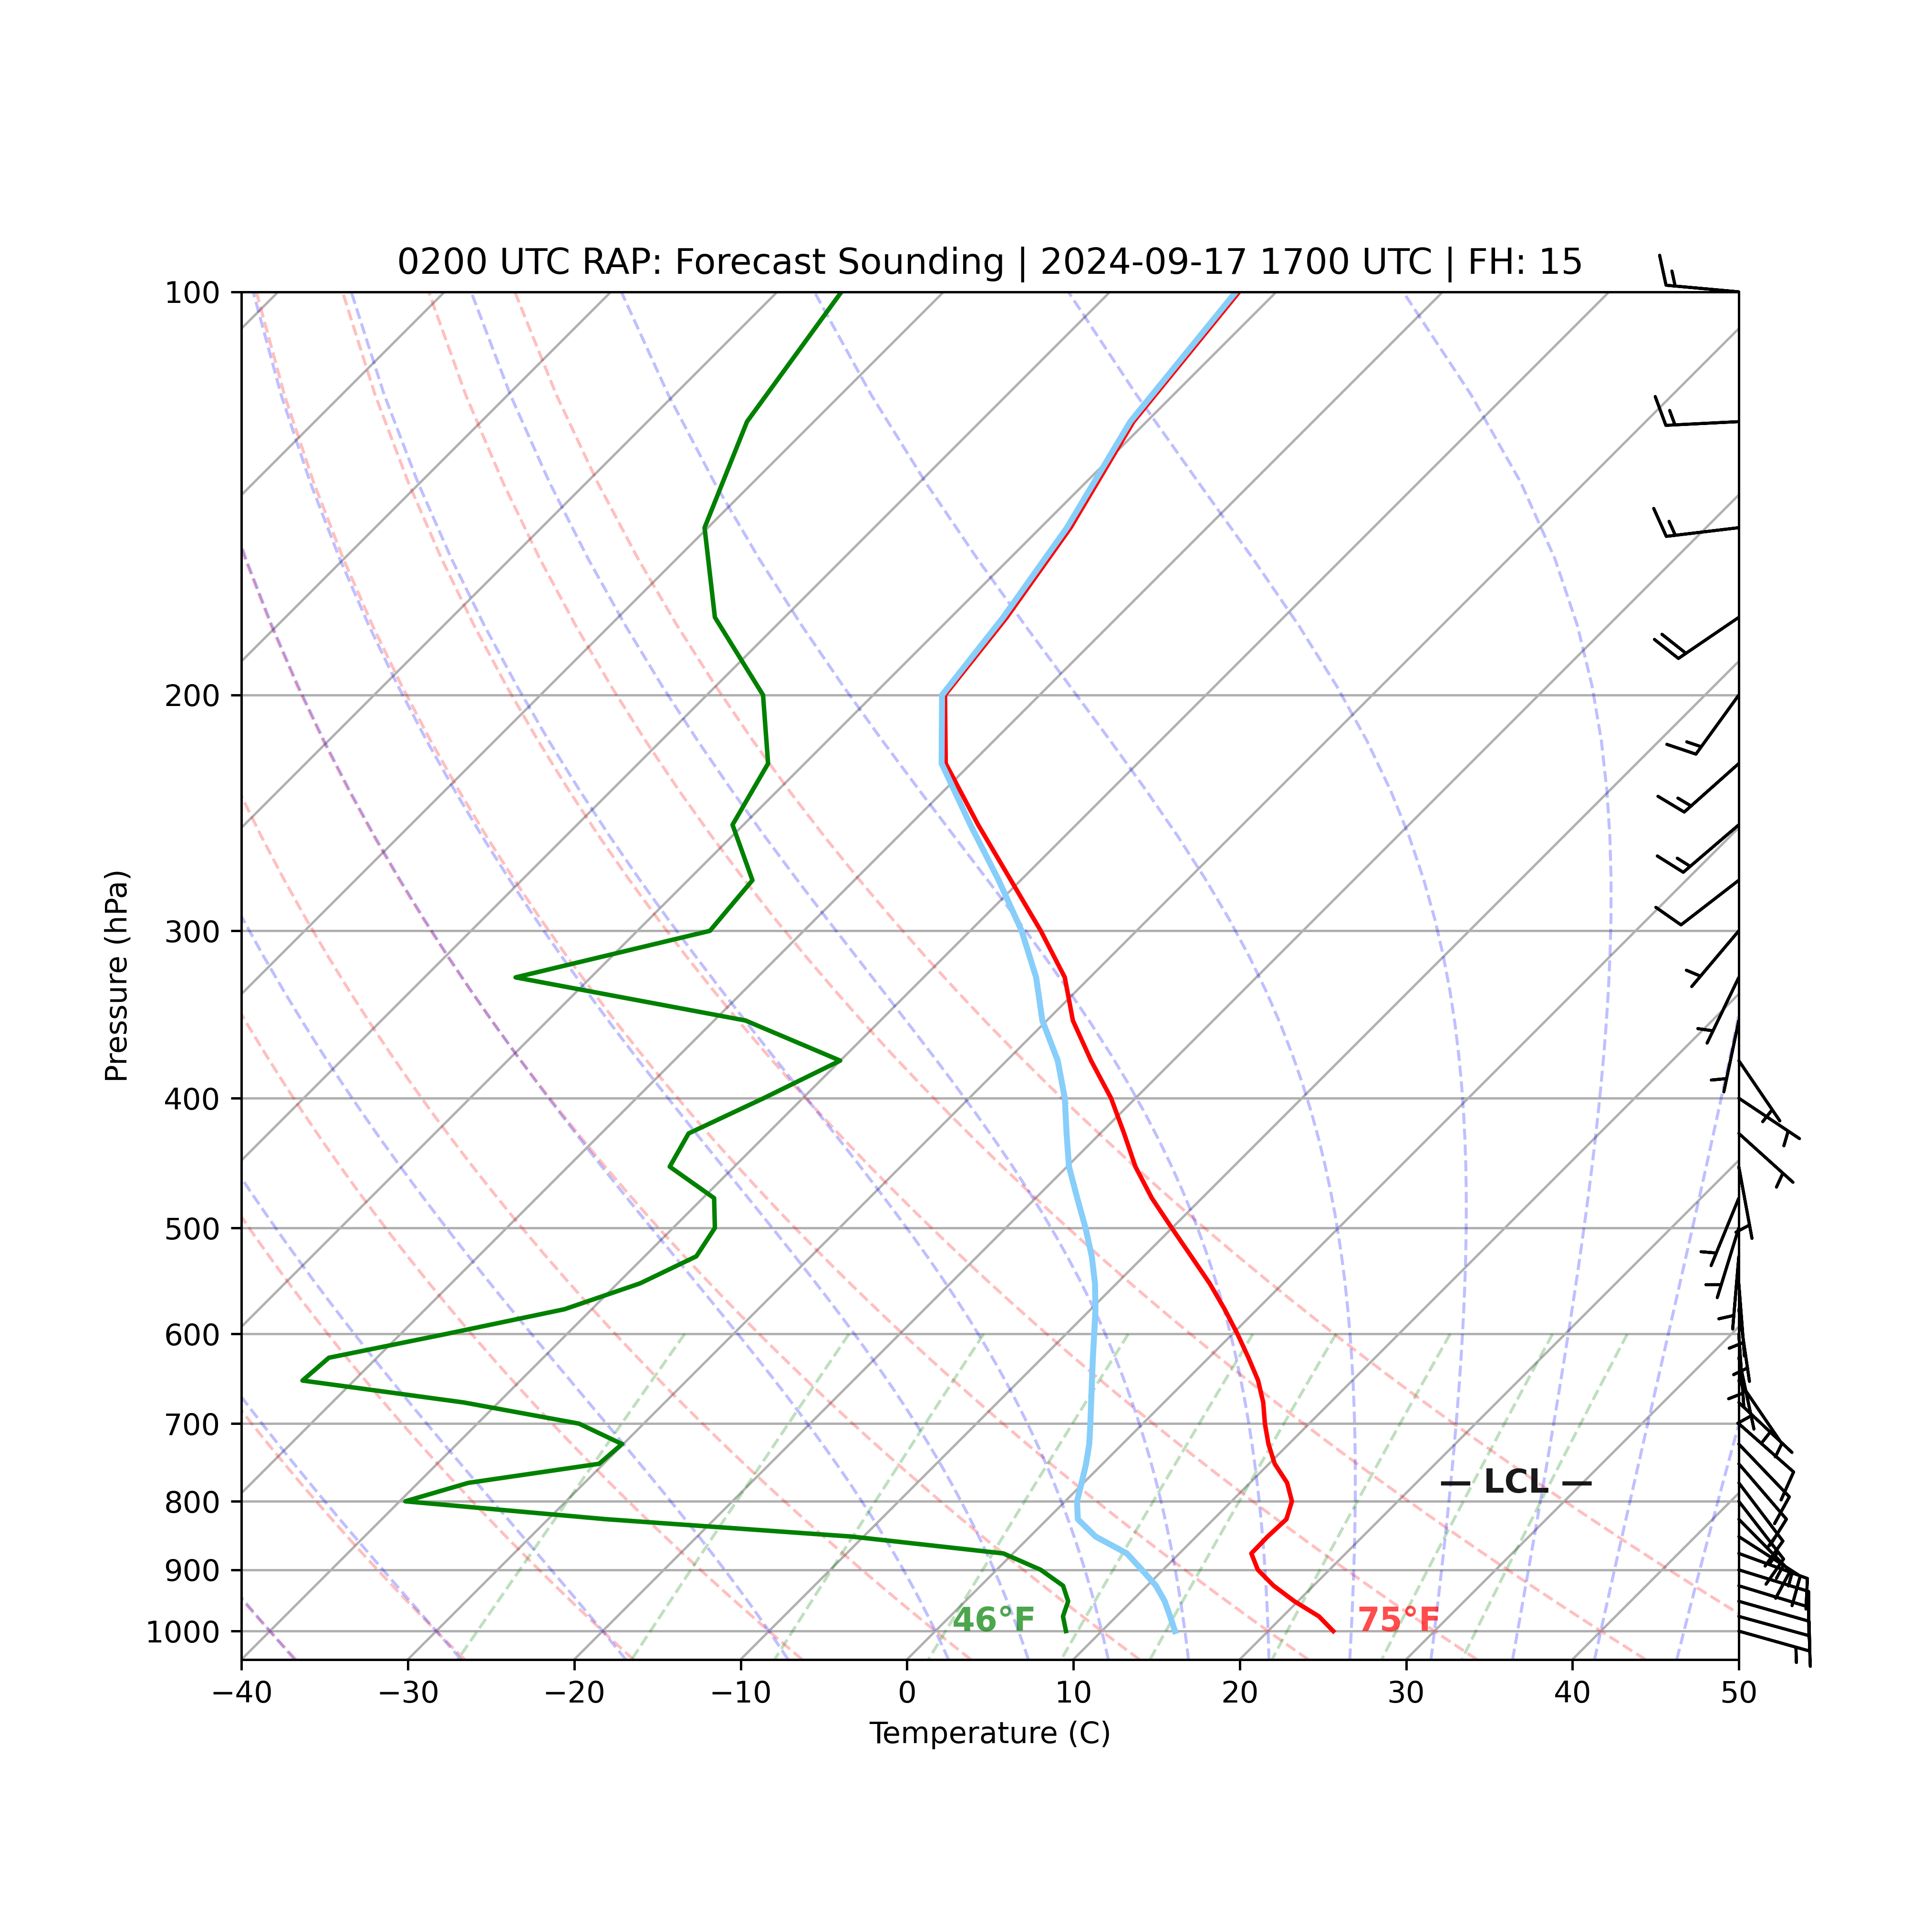 0200 UTC RAP: Forecast Sounding | 2024-09-17 1700 UTC | FH: 15
100
200
300
400
500
600
700
800
900
1000
Pressure (hPa)
— LCL —
46°F
75°F
−40 −30 −20 −10 0 10 20 30 40 50
Temperature (C)